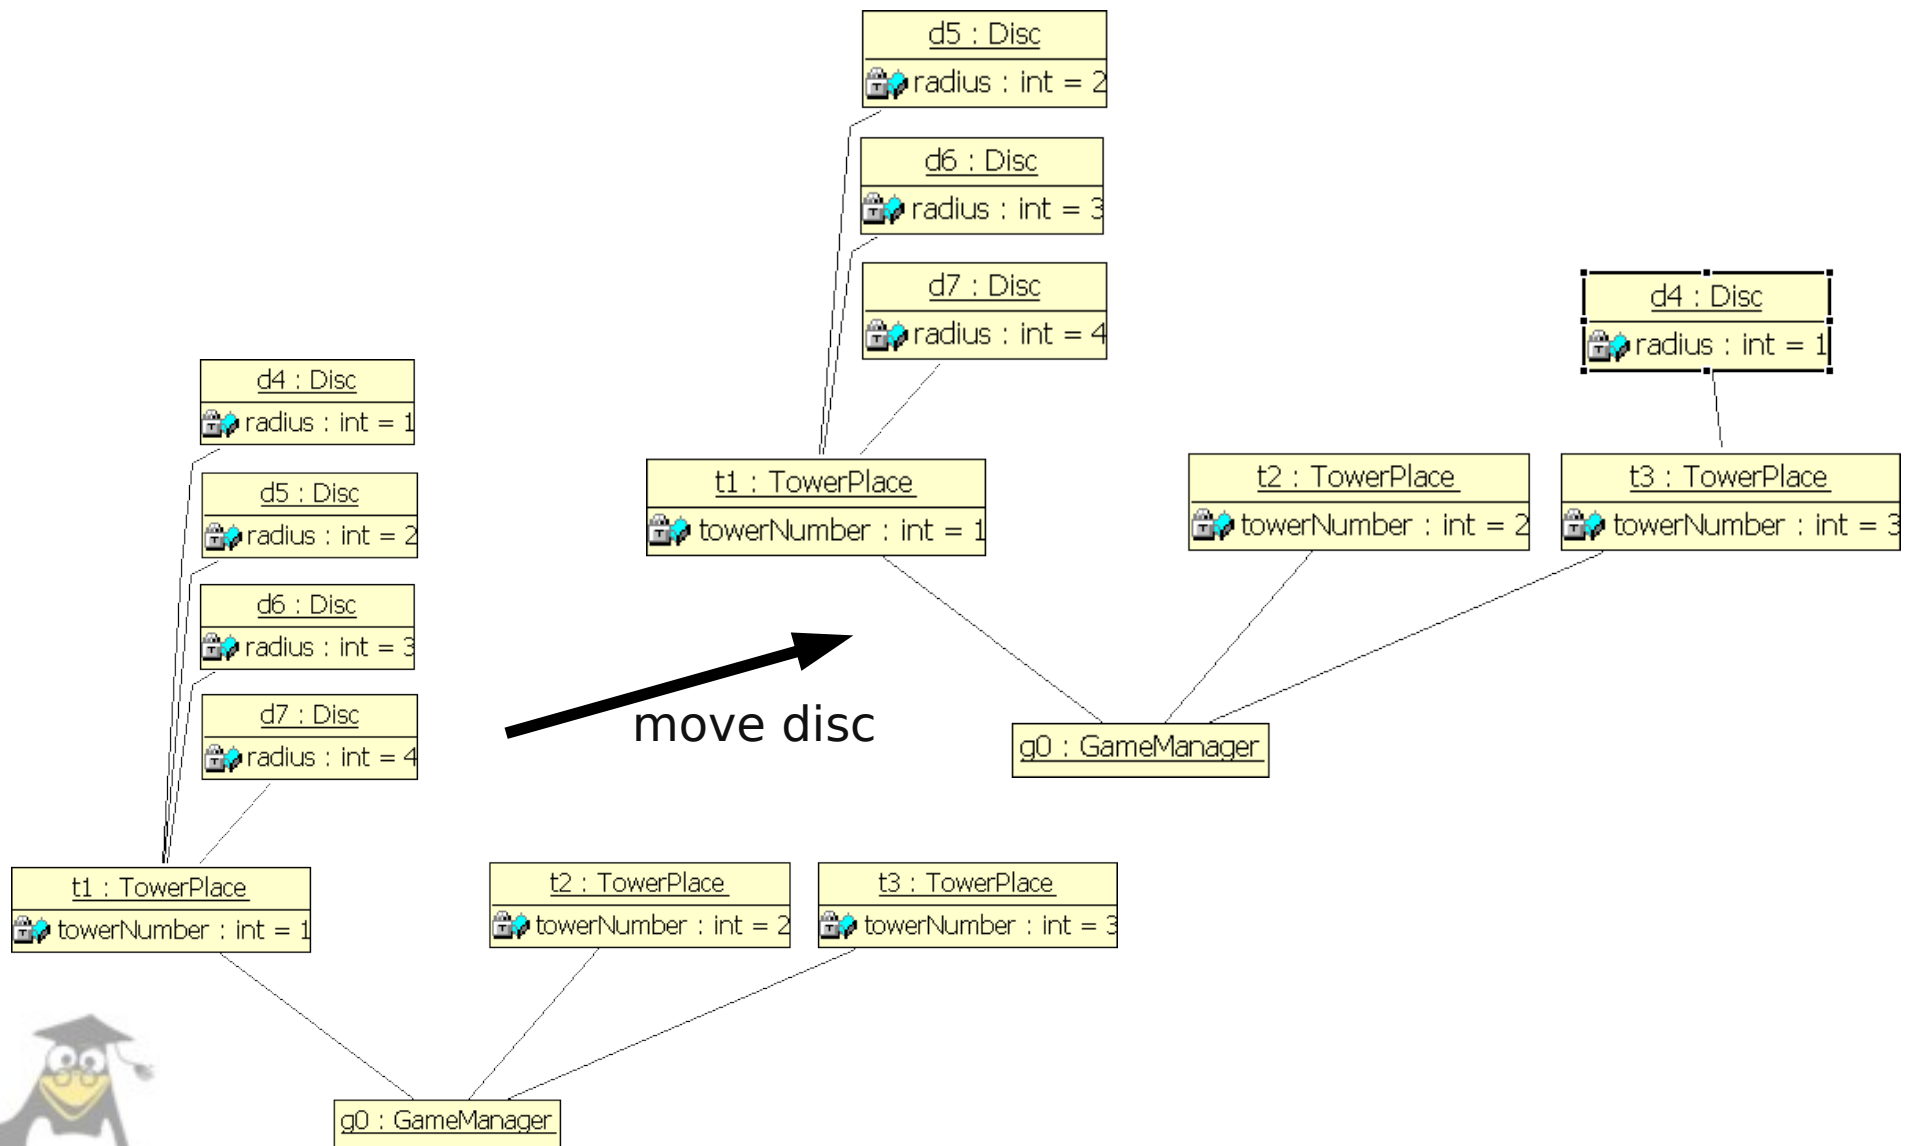 d5 : Disc
radius : int = 2
d6 : Disc
radius : int = 3
d7 : Disc
radius : int = 4
d4 : Disc
radius : int = 1
t1 : TowerPlace
towerNumber : int = 1
t2 : TowerPlace
towerNumber : int = 2
t3 : TowerPlace
towerNumber : int = 3
g0 : GameManager
move disc
d4 : Disc
radius : int = 1
d5 : Disc
radius : int = 2
d6 : Disc
radius : int = 3
d7 : Disc
radius : int = 4
t1 : TowerPlace
towerNumber : int = 1
t2 : TowerPlace
towerNumber : int = 2
t3 : TowerPlace
towerNumber : int = 3
g0 : GameManager